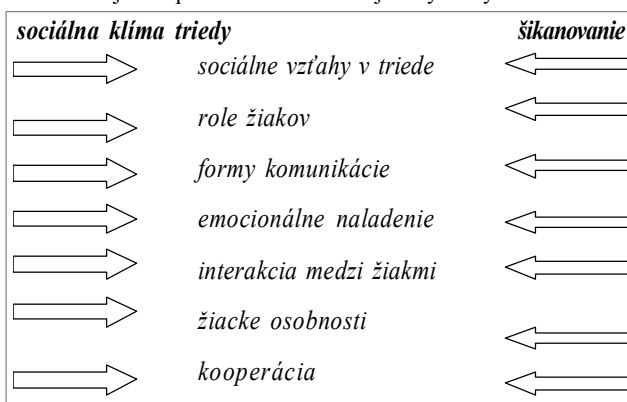 sociálna klíma triedy šikanovanie
sociálne vzťahy v triede
role žiakov
formy komunikácie
emocionálne naladenie
interakcia medzi žiakmi
žiacke osobnosti
kooperácia